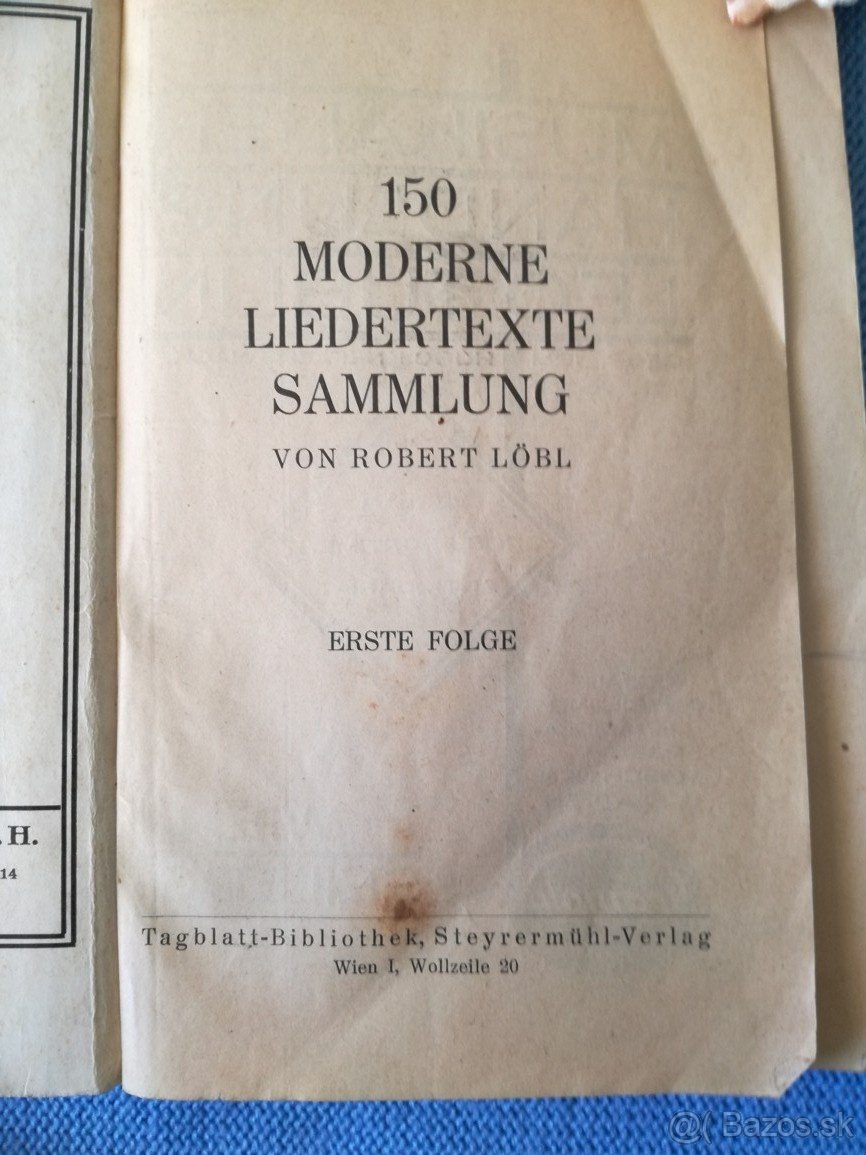 150
MODERNE
LIEDERTEXTE
SAMMLUNG
VON ROBERT LÖBL
ERSTE FOLGE
Tagblatt-Bibliothek, Steyrermühl-Verlag
Wien I, Wollzeile 20
. H.
14
Bazos.sk